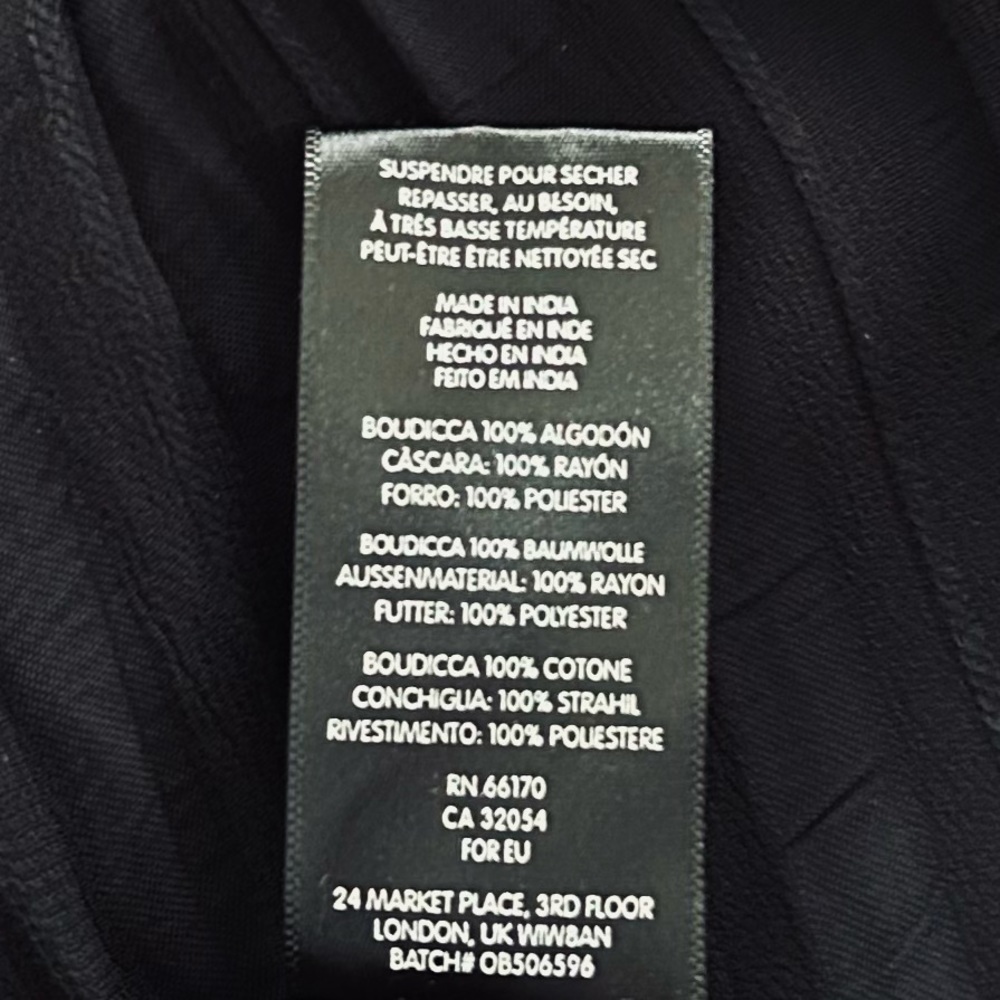 SUSPENDRE POUR SECHER
REPASSER, AU BESOIN,
À TRÈS BASSE TEMPÉRATURE
PEUT-ÊTRE ÊTRE NETTOYÉE SEC
MADE IN INDIA
FABRIQUÉ EN INDE
HECHO EN INDIA
FEITO EM INDIA
BOUDICCA 100% ALGODÓN
CÁSCARA: 100% RAYÓN
FORRO: 100% POLIESTER
BOUDICCA 100% BAUMWOLLE
AUSSENMATERIAL: 100% RAYON
FUTTER: 100% POLYESTER
BOUDICCA 100% COTONE
CONCHIGLIA: 100% STRAHIL
RIVESTIMENTO: 100% POLIESTERE
RN 66170
CA 32054
FOR EU
24 MARKET PLACE, 3RD FLOOR
LONDON, UK W1W8AN
BATCH# OB506596